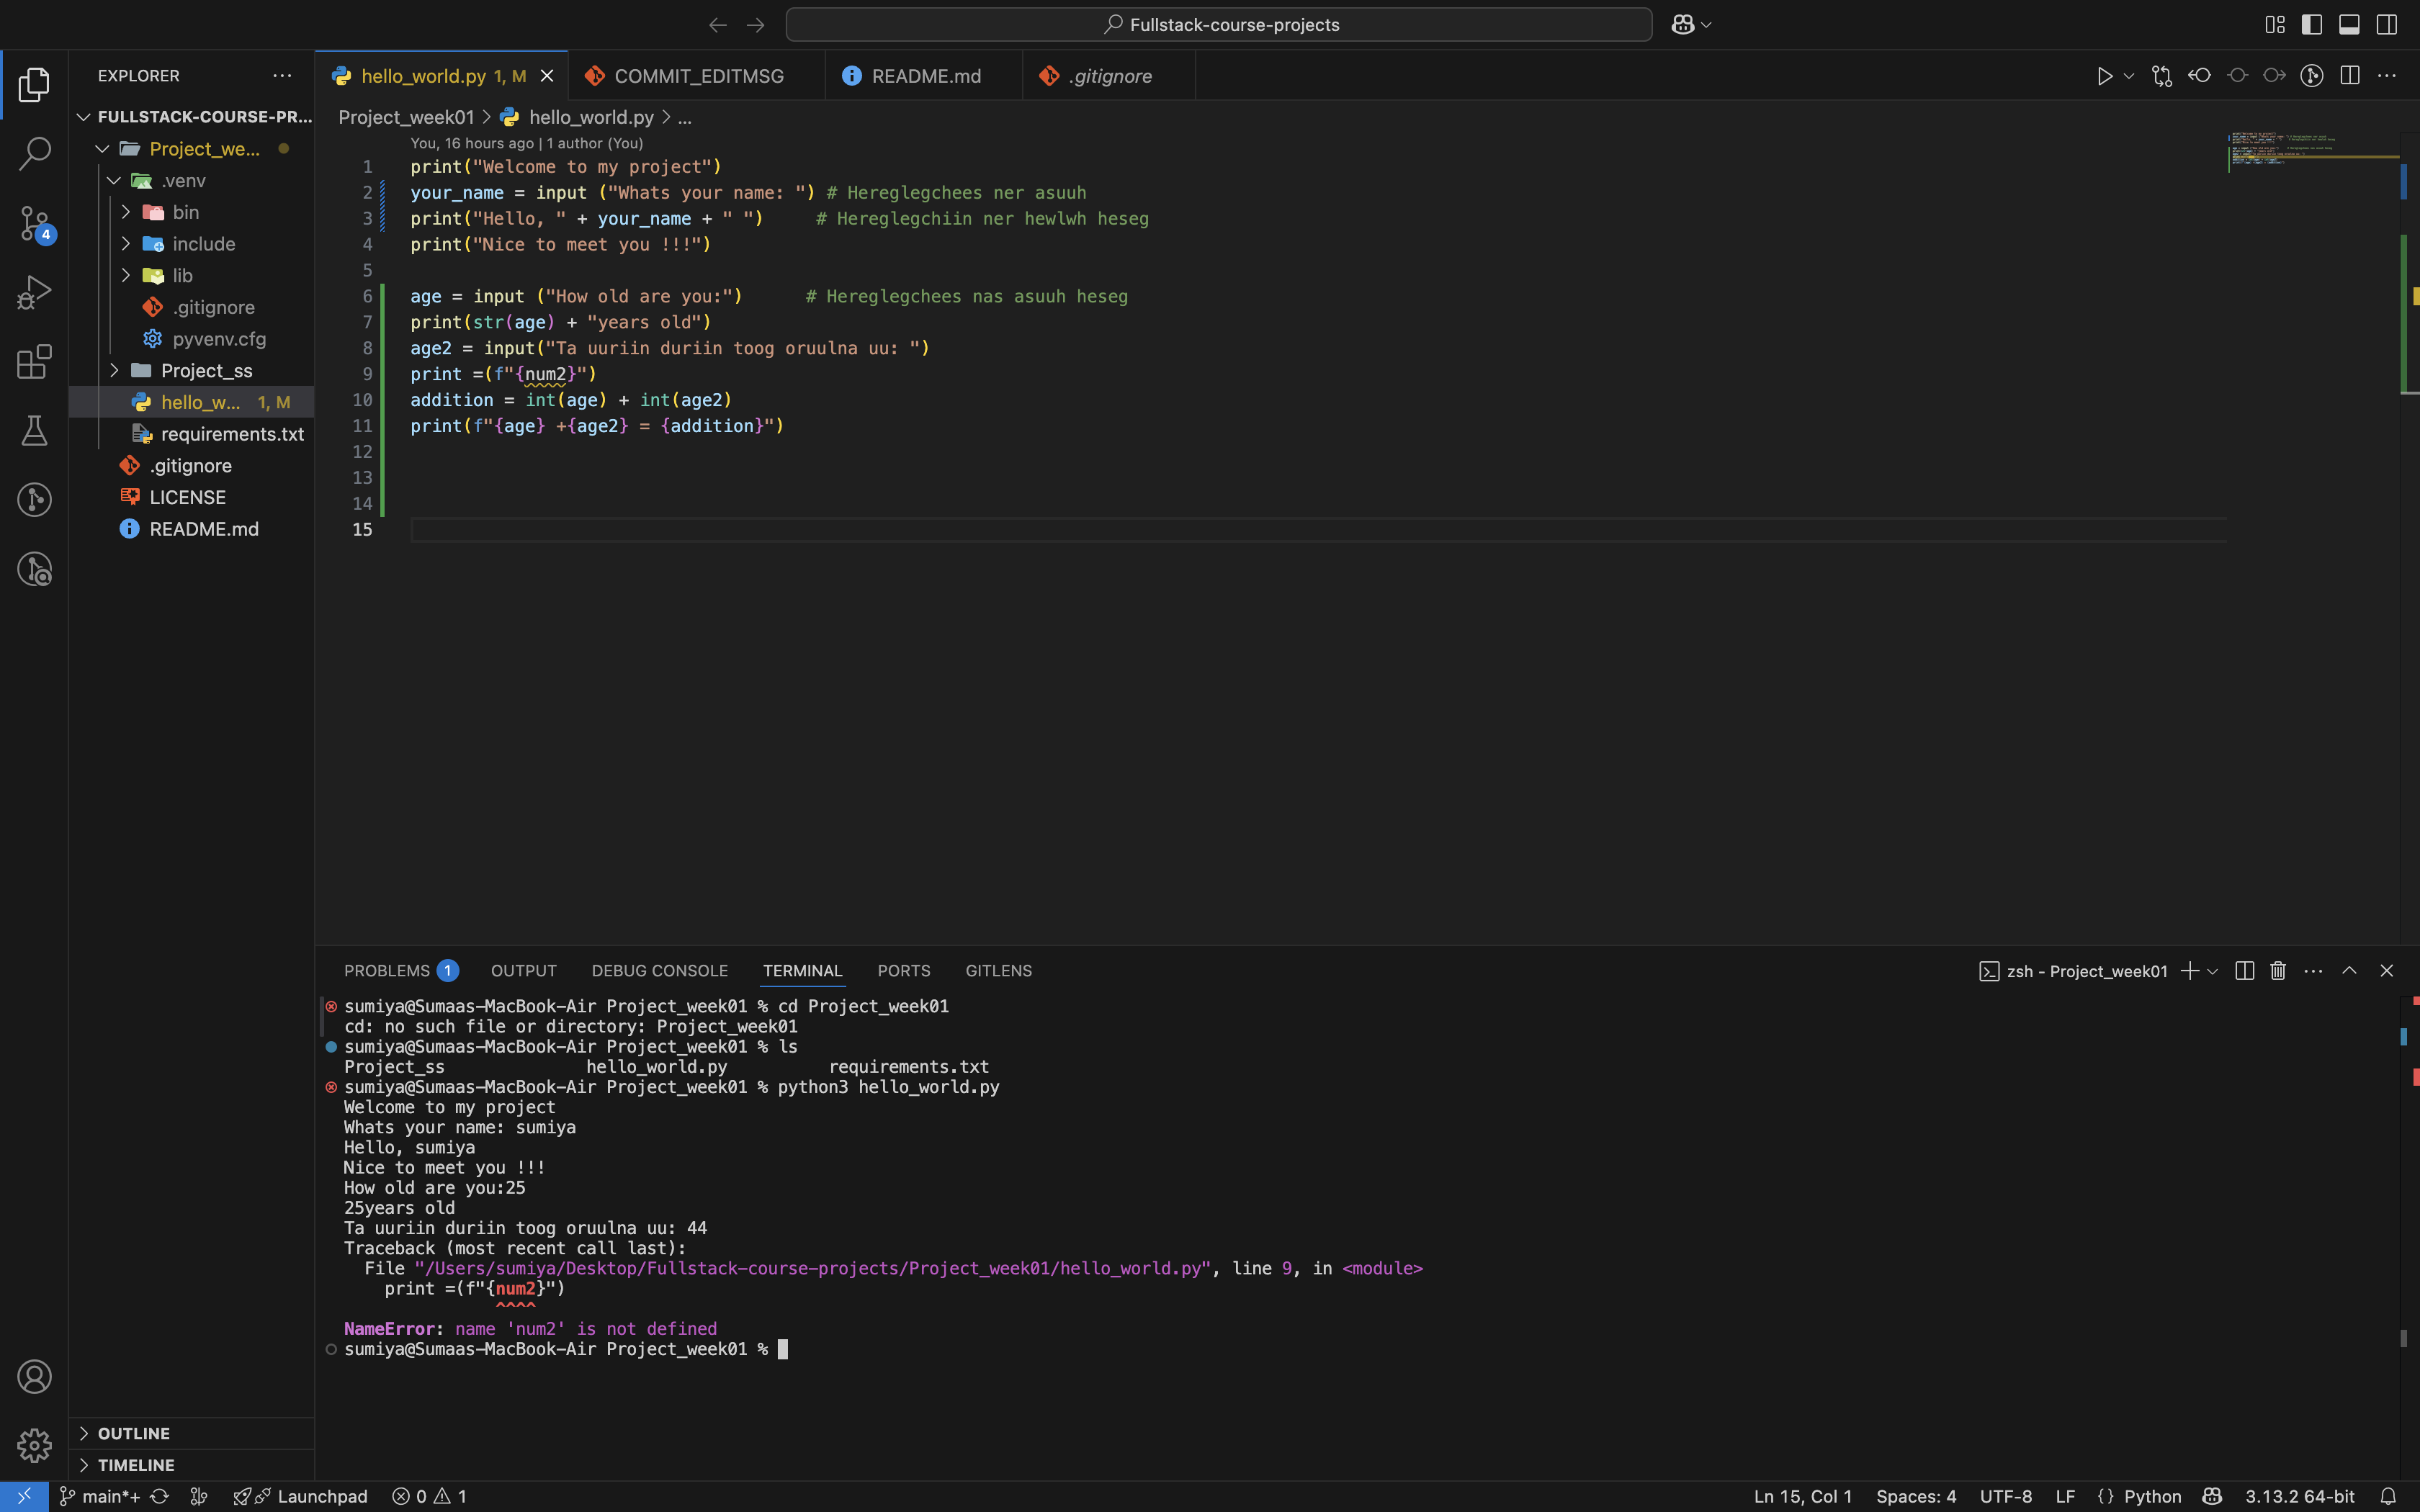 Fullstack-course-projects
EXPLORER
hello_world.py 1, M
COMMIT_EDITMSG
README.md
.gitignore
FULLSTACK-COURSE-PR...
Project_we...
.venv
bin
include
lib
.gitignore
pyvenv.cfg
Project_ss
hello_w... 1, M
requirements.txt
.gitignore
LICENSE
README.md
Project_week01 > hello_world.py > ...
You, 16 hours ago | 1 author (You)
1 print("Welcome to my project")
2 your_name = input ("Whats your name: ") # Hereglegchees ner asuuh
3 print("Hello, " + your_name + " ")     # Hereglegchiin ner hewlwh heseg
4 print("Nice to meet you !!!")
5
6 age = input ("How old are you:")      # Hereglegchees nas asuuh heseg
7 print(str(age) + "years old")
8 age2 = input("Ta uuriin duriin toog oruulna uu: ")
9 print =(f"{num2}")
10 addition = int(age) + int(age2)
11 print(f"{age} +{age2} = {addition}")
12
13
14
15
PROBLEMS 1 OUTPUT DEBUG CONSOLE TERMINAL PORTS GITLENS
zsh - Project_week01
sumiya@Sumaas-MacBook-Air Project_week01 % cd Project_week01
cd: no such file or directory: Project_week01
sumiya@Sumaas-MacBook-Air Project_week01 % ls
Project_ss hello_world.py requirements.txt
sumiya@Sumaas-MacBook-Air Project_week01 % python3 hello_world.py
Welcome to my project
Whats your name: sumiya
Hello, sumiya
Nice to meet you !!!
How old are you:25
25years old
Ta uuriin duriin toog oruulna uu: 44
Traceback (most recent call last):
  File "/Users/sumiya/Desktop/Fullstack-course-projects/Project_week01/hello_world.py", line 9, in <module>
    print =(f"{num2}")
               ^^^^
NameError: name 'num2' is not defined
sumiya@Sumaas-MacBook-Air Project_week01 %
OUTLINE
TIMELINE
4
main*+ Launchpad 0 1
Ln 15, Col 1 Spaces: 4 UTF-8 LF {} Python 3.13.2 64-bit